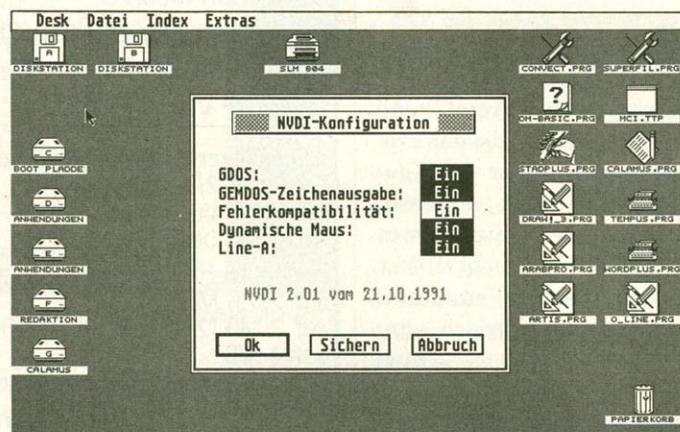 Desk Datei Index Extras
A
B
DISKSTATION
DISKSTATION
SLM 804
CONVECT.PRG
SUPERFIL.PRG
?
OM-BASIC.PRG
MCI.TTP
C
BOOT PLADDE
STADPLUS.PRG
CALAMUS.PRG
D
ANWENDUNGEN
TEMPUS.PRG
E
ANWENDUNGEN
ARABPRO.PRG
WORDPLUS.PRG
F
REDAKTION
ARTIS.PRG
O_LINE.PRG
G
CALAMUS
PAPIERKORB
NVDI-Konfiguration
GDOS: Ein
GEMDOS-Zeichenausgabe: Ein
Fehlerkompatibilität: Ein
Dynamische Maus: Ein
Line-A: Ein
NVDI 2.01 vom 21.10.1991
Ok Sichern Abbruch